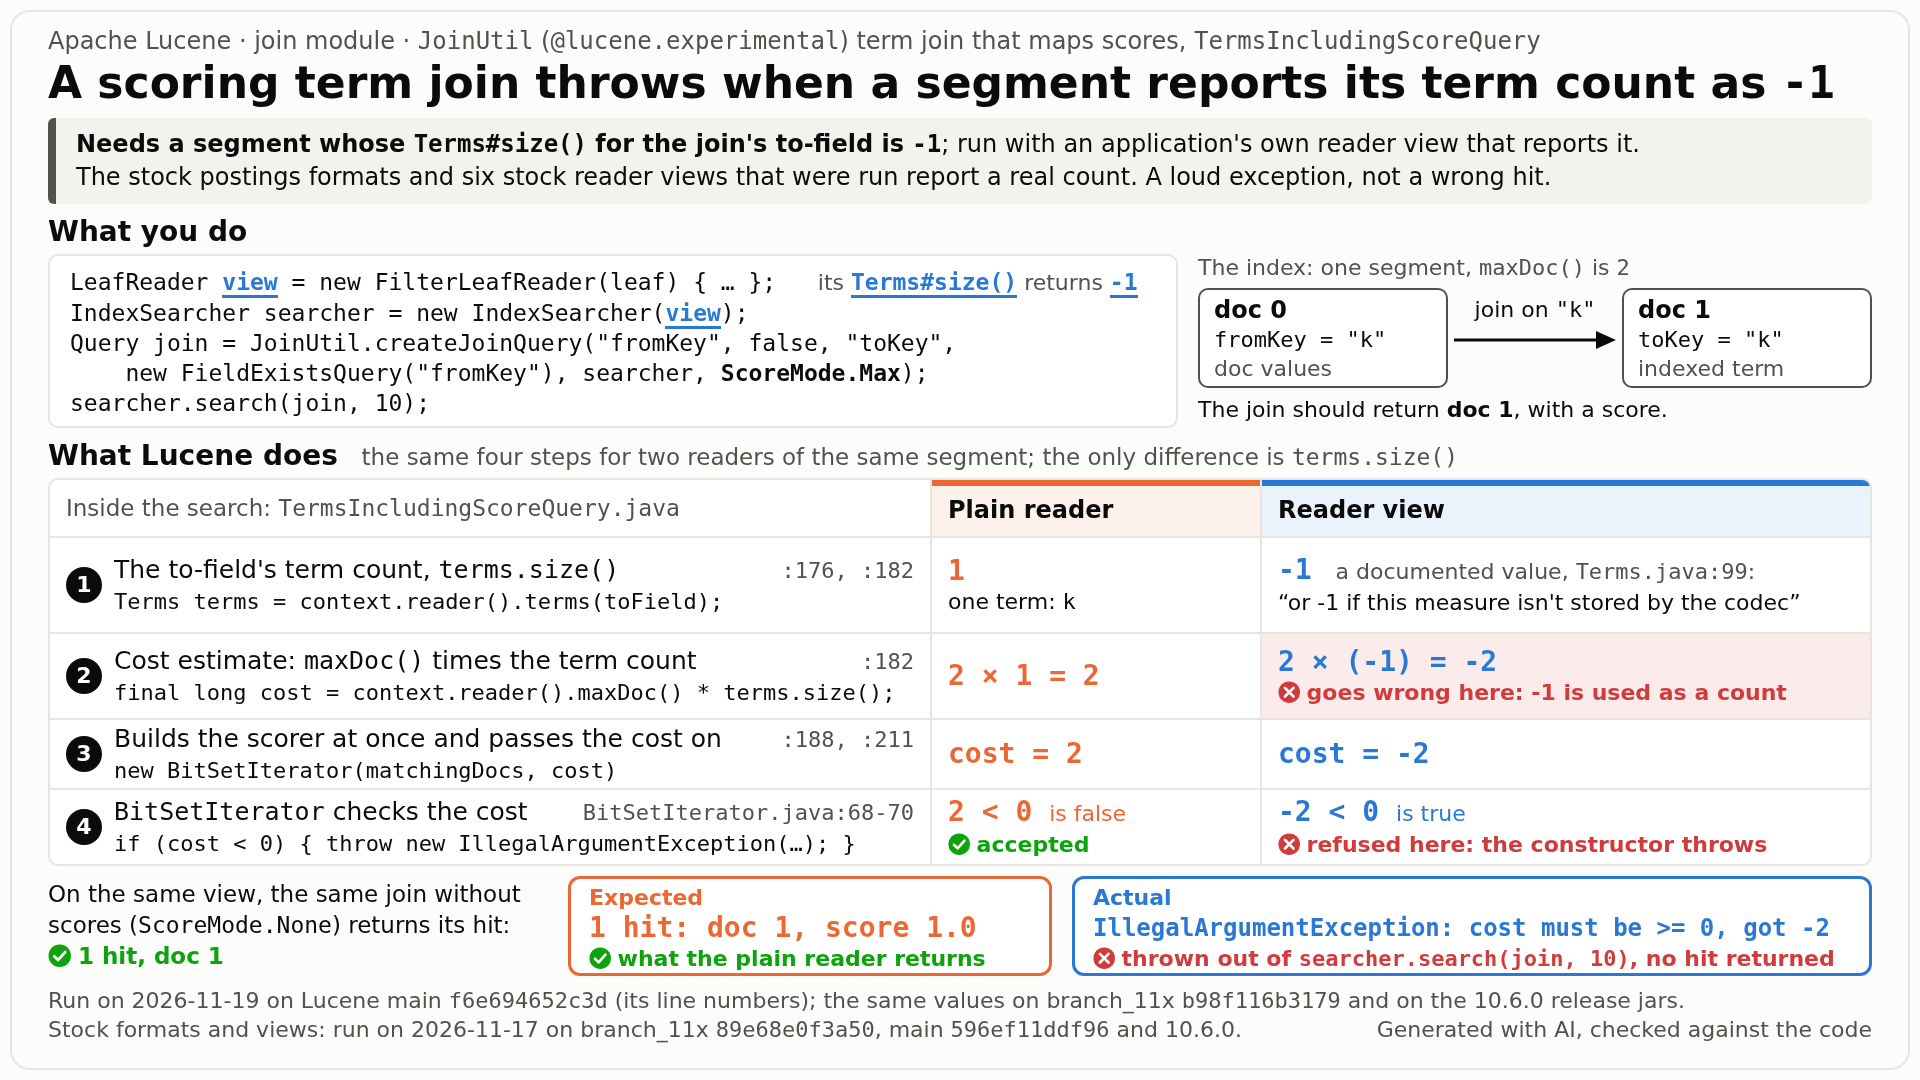 Apache Lucene · join module · JoinUtil (@lucene.experimental) term join that maps scores, TermsIncludingScoreQuery
A scoring term join throws when a segment reports its term count as -1
Needs a segment whose Terms#size() for the join's to-field is -1; run with an application's own reader view that reports it.
The stock postings formats and six stock reader views that were run report a real count. A loud exception, not a wrong hit.
What you do
LeafReader view = new FilterLeafReader(leaf) { … }; its Terms#size() returns -1
IndexSearcher searcher = new IndexSearcher(view);
Query join = JoinUtil.createJoinQuery("fromKey", false, "toKey",
new FieldExistsQuery("fromKey"), searcher, ScoreMode.Max);
searcher.search(join, 10);
The index: one segment, maxDoc() is 2
doc 0
fromKey = "k"
doc values
join on "k"
doc 1
toKey = "k"
indexed term
The join should return doc 1, with a score.
What Lucene does the same four steps for two readers of the same segment; the only difference is terms.size()
Inside the search: TermsIncludingScoreQuery.java
Plain reader
Reader view
1 The to-field's term count, terms.size() :176, :182
Terms terms = context.reader().terms(toField);
1
one term: k
-1 a documented value, Terms.java:99:
“or -1 if this measure isn't stored by the codec”
2 Cost estimate: maxDoc() times the term count :182
final long cost = context.reader().maxDoc() * terms.size();
2 × 1 = 2
2 × (-1) = -2
goes wrong here: -1 is used as a count
3 Builds the scorer at once and passes the cost on :188, :211
new BitSetIterator(matchingDocs, cost)
cost = 2
cost = -2
4 BitSetIterator checks the cost BitSetIterator.java:68-70
if (cost < 0) { throw new IllegalArgumentException(…); }
2 < 0 is false
accepted
-2 < 0 is true
refused here: the constructor throws
On the same view, the same join without
scores (ScoreMode.None) returns its hit:
1 hit, doc 1
Expected
1 hit: doc 1, score 1.0
what the plain reader returns
Actual
IllegalArgumentException: cost must be >= 0, got -2
thrown out of searcher.search(join, 10), no hit returned
Run on 2026-11-19 on Lucene main f6e694652c3d (its line numbers); the same values on branch_11x b98f116b3179 and on the 10.6.0 release jars.
Stock formats and views: run on 2026-11-17 on branch_11x 89e68e0f3a50, main 596ef11ddf96 and 10.6.0.
Generated with AI, checked against the code